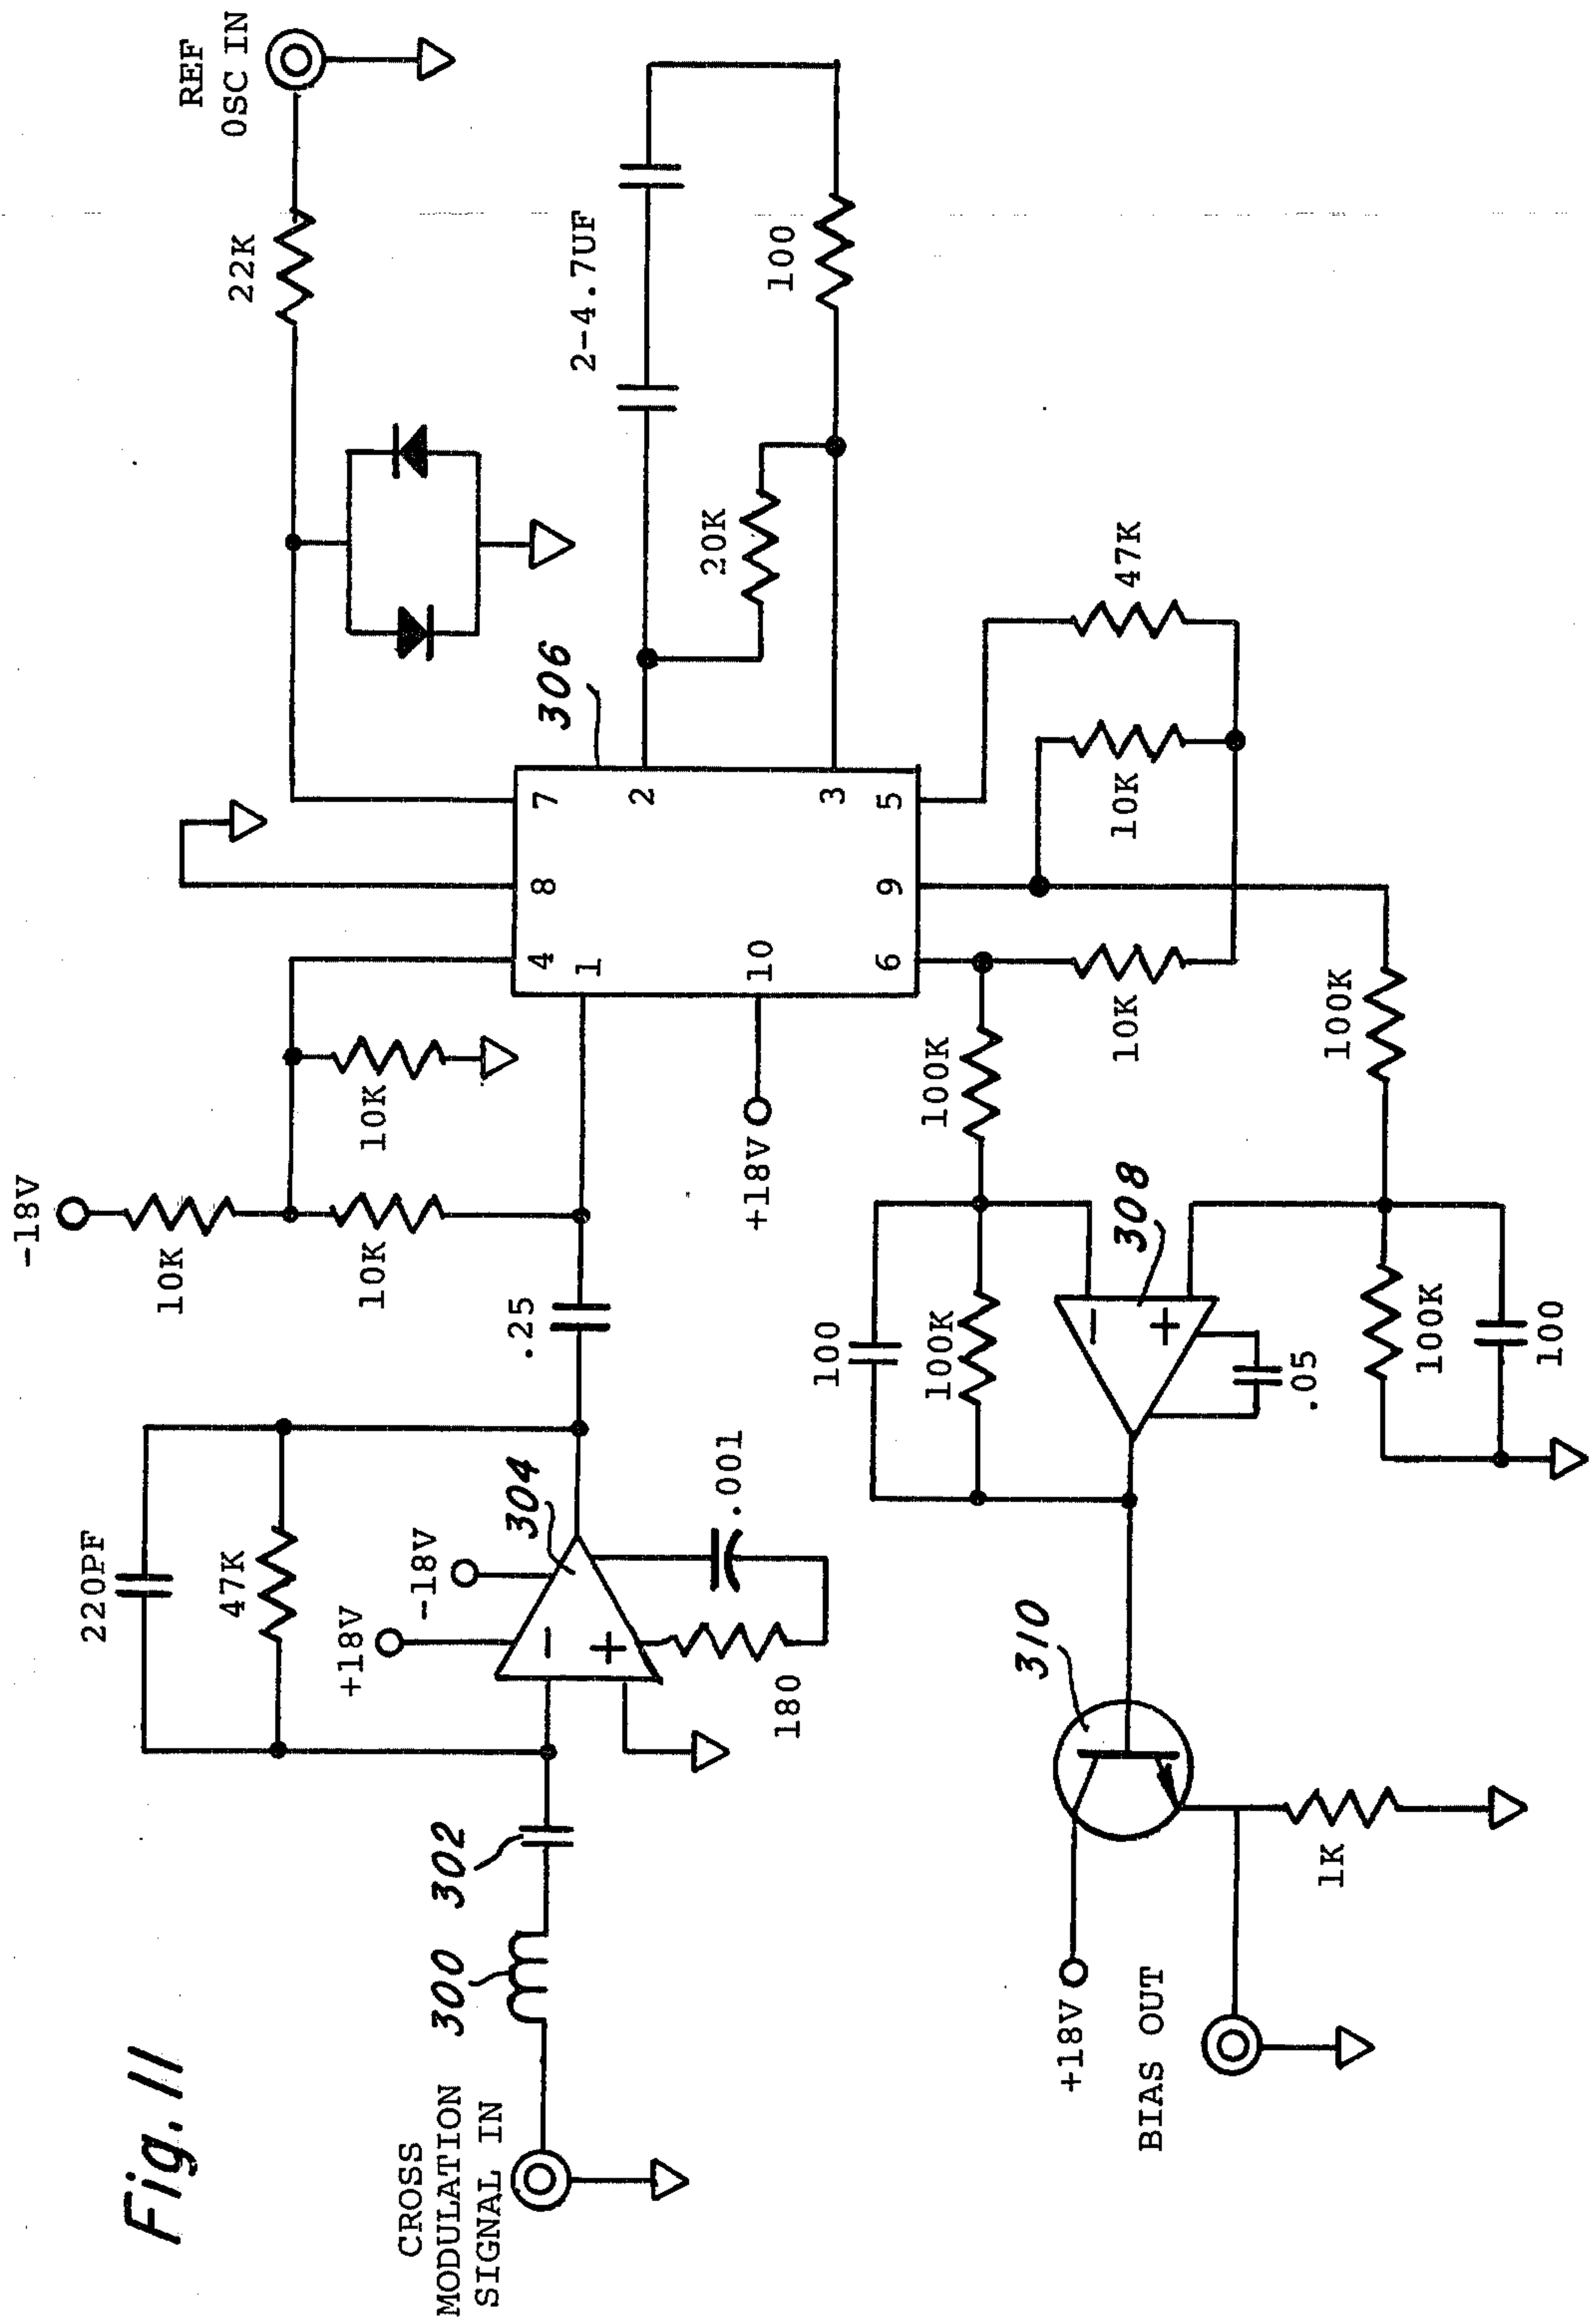 Fig. 11
CROSS
MODULATION
SIGNAL IN
300
302
220PF
47K
+18V
-18V
304
180
.001
.25
-18V
10K
10K
10K
4
8
7
1
2
10
3
6
9
5
306
+18V
22K
REF
OSC IN
2-4.7UF
20K
100
47K
10K
10K
100K
100K
100
100K
308
.05
100K
100
310
+18V
1K
BIAS OUT